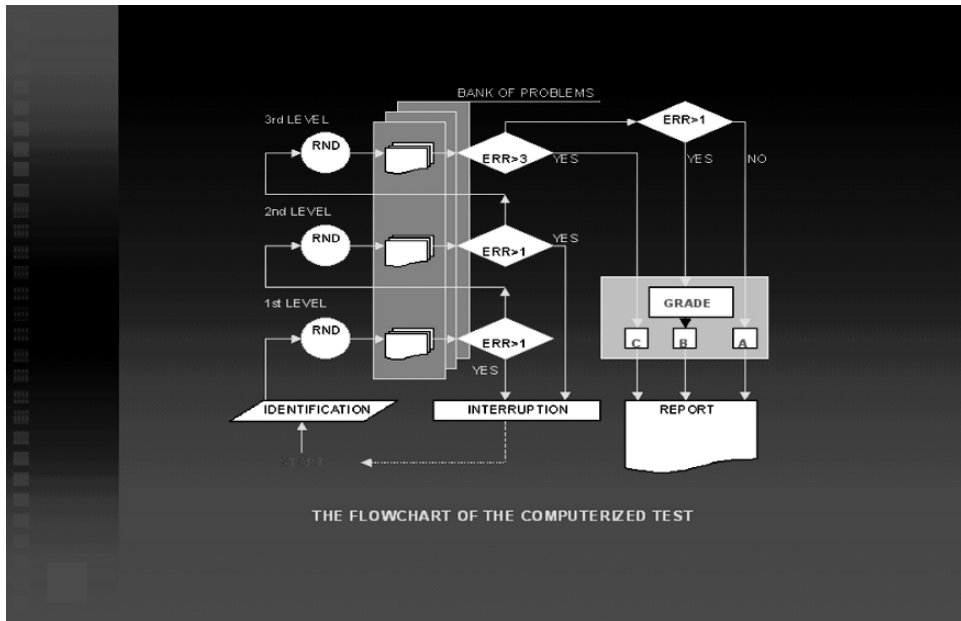 BANK OF PROBLEMS
ERR>1
3rd LEVEL
RND
ERR>3
YES
YES
NO
2nd LEVEL
RND
ERR>1
YES
1st LEVEL
RND
ERR>1
YES
GRADE
C
B
A
IDENTIFICATION
INTERRUPTION
REPORT
START
THE FLOWCHART OF THE COMPUTERIZED TEST